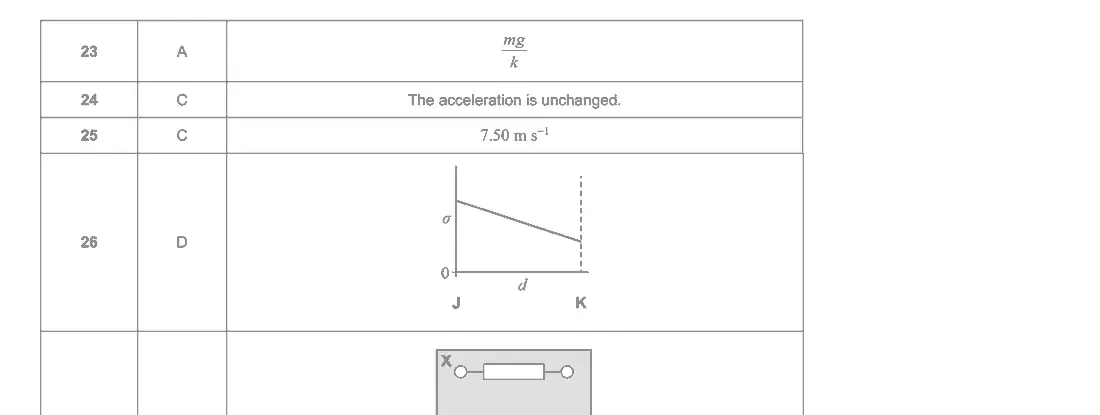 23 A mg
k
24 C The acceleration is unchanged.
25 C 7.50 m s⁻¹
26 D
σ
0
d
J K
X